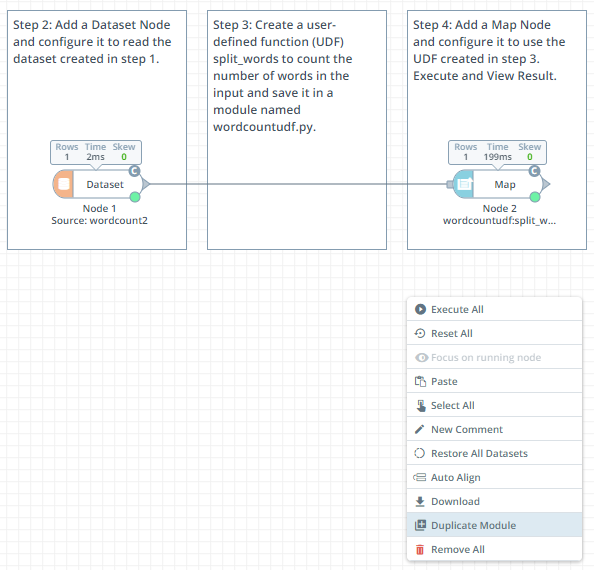 Step 2: Add a Dataset Node
and configure it to read the
dataset created in step 1.
Step 3: Create a user-
defined function (UDF)
split_words to count the
number of words in the
input and save it in a
module named
wordcountudf.py.
Step 4: Add a Map Node
and configure it to use the
UDF created in step 3.
Execute and View Result.
Rows Time Skew
1 2ms 0
C
Dataset
Node 1
Source: wordcount2
Rows Time Skew
1 199ms 0
C
Map
Node 2
wordcountudf:split_w...
Execute All
Reset All
Focus on running node
Paste
Select All
New Comment
Restore All Datasets
Auto Align
Download
Duplicate Module
Remove All